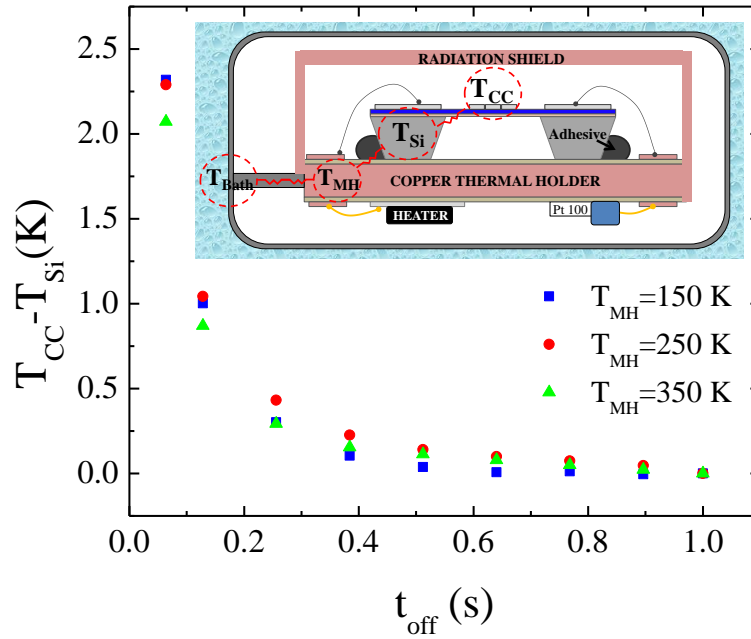 2.5
2.0
1.5
1.0
0.5
0.0
T_CC-T_Si(K)
0.0 0.2 0.4 0.6 0.8 1.0
t_off (s)
RADIATION SHIELD
T_CC
T_Si
Adhesive
T_Bath
T_MH
COPPER THERMAL HOLDER
HEATER
Pt 100
T_MH=150 K
T_MH=250 K
T_MH=350 K